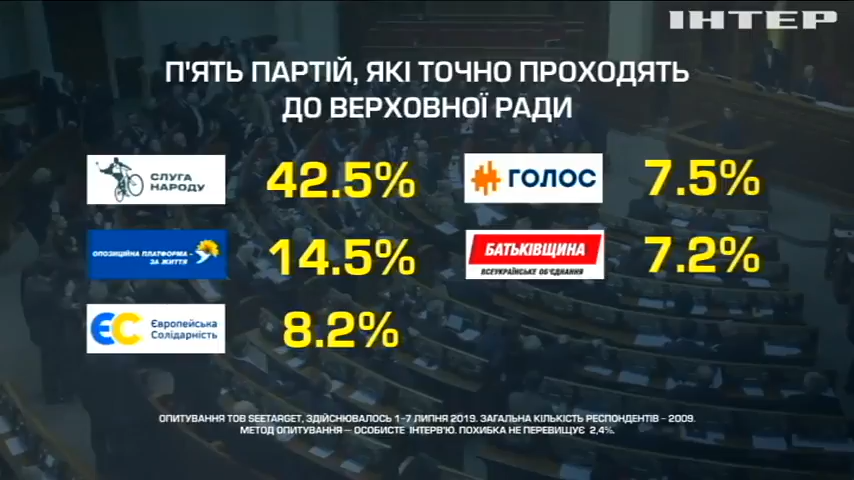 ІНТЕР
П'ЯТЬ ПАРТІЙ, ЯКІ ТОЧНО ПРОХОДЯТЬ
ДО ВЕРХОВНОЇ РАДИ
СЛУГА
НАРОДУ
42.5%
ОПОЗИЦІЙНА ПЛАТФОРМА -
ЗА ЖИТТЯ
14.5%
ЄС Європейська
Солідарність
8.2%
ГОЛОС
7.5%
БАТЬКІВЩИНА
ВСЕУКРАЇНСЬКЕ ОБ'ЄДНАННЯ
7.2%
ОПИТУВАННЯ ТОВ SEETARGET, ЗДІЙСНЮВАЛОСЬ 1-7 ЛИПНЯ 2019. ЗАГАЛЬНА КІЛЬКІСТЬ РЕСПОНДЕНТІВ – 2009.
МЕТОД ОПИТУВАННЯ – ОСОБИСТЕ ІНТЕРВ'Ю. ПОХИБКА НЕ ПЕРЕВИЩУЄ 2,4%.